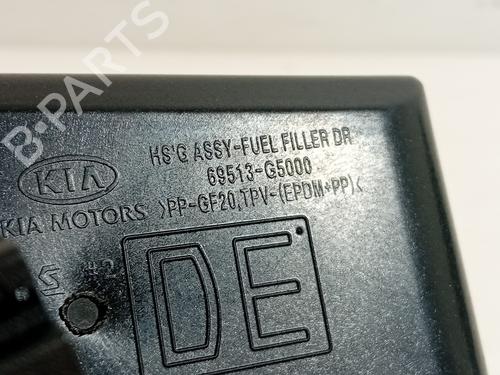 HS'G ASSY-FUEL FILLER DR
69513-G5000
KIA
KIA MOTORS
>PP-GF20,TPV-(EPDM+PP)<
DE
B-PARTS